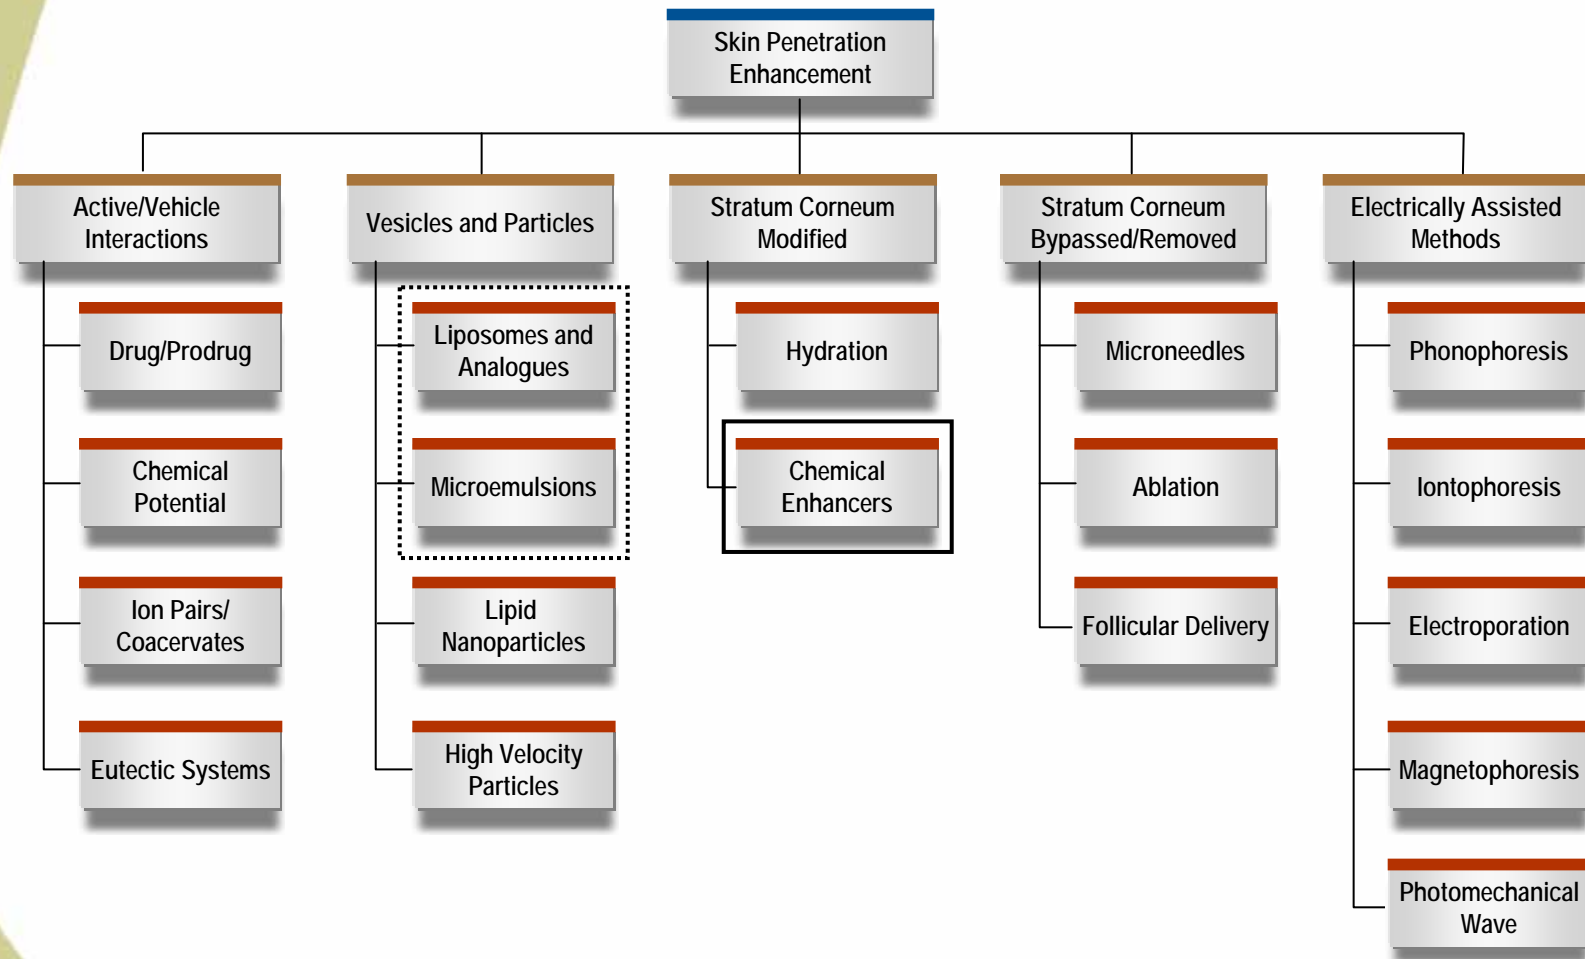 Skin Penetration
Enhancement
Active/Vehicle
Interactions
Drug/Prodrug
Chemical
Potential
Ion Pairs/
Coacervates
Eutectic Systems
Vesicles and Particles
Liposomes and
Analogues
Microemulsions
Lipid
Nanoparticles
High Velocity
Particles
Stratum Corneum
Modified
Hydration
Chemical
Enhancers
Stratum Corneum
Bypassed/Removed
Microneedles
Ablation
Follicular Delivery
Electrically Assisted
Methods
Phonophoresis
Iontophoresis
Electroporation
Magnetophoresis
Photomechanical
Wave